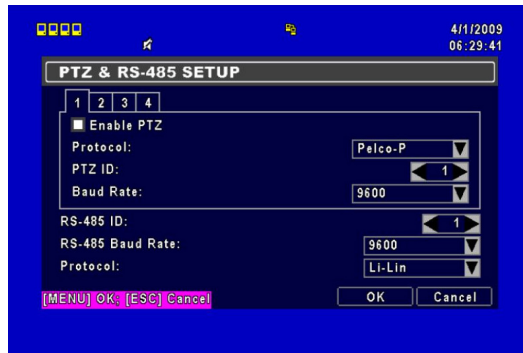 4/1/2009
06:29:41
PTZ & RS-485 SETUP
1 2 3 4
Enable PTZ
Protocol: Pelco-P
PTZ ID: 1
Baud Rate: 9600
RS-485 ID: 1
RS-485 Baud Rate: 9600
Protocol: Li-Lin
[MENU] OK; [ESC] Cancel OK Cancel